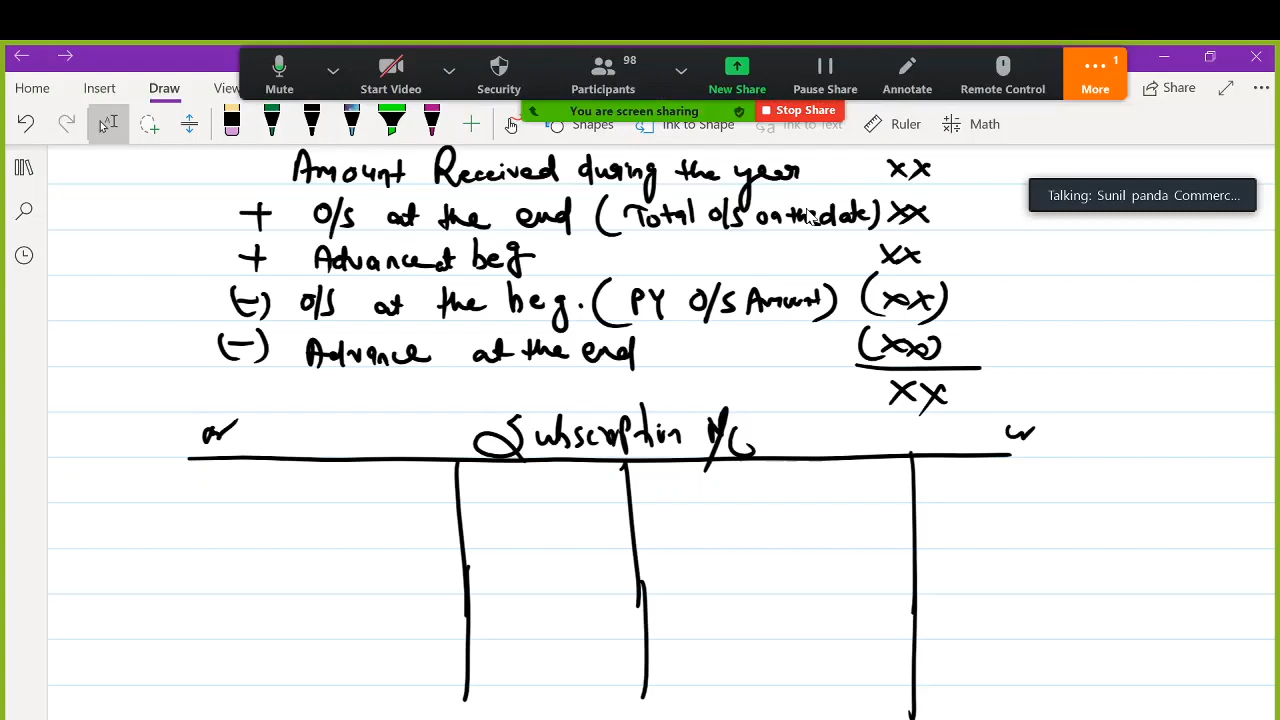 98
1
Mute
Start Video
Security
Participants
New Share
Pause Share
Annotate
Remote Control
More
Home
Insert
Draw
View
Share
You are screen sharing
Stop Share
Shapes
Ink to Shape
Ink to Text
Ruler
Math
Talking: Sunil panda Commerc...
Amount Received during the year xx
+ O/S at the end (Total O/S on this date) xx
+ Advance at beg xx
(-) O/S at the beg. (PY O/S Amount) (xx)
(-) Advance at the end (xx)
xx
Dr Subscription A/C Cr